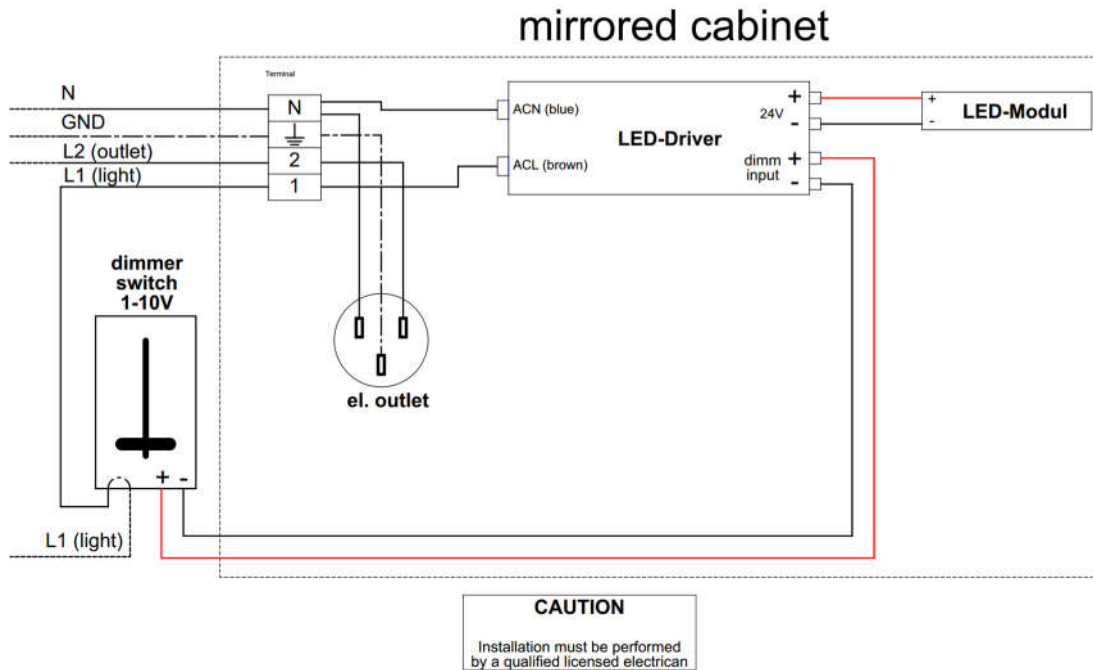 mirrored cabinet
Terminal
N
GND
L2 (outlet)
L1 (light)
N
2
1
ACN (blue)
ACL (brown)
LED-Driver
+
24V
-
dimm
input
+
-
+
-
LED-Modul
dimmer
switch
1-10V
+ -
L1 (light)
el. outlet
CAUTION
Installation must be performed
by a qualified licensed electrican